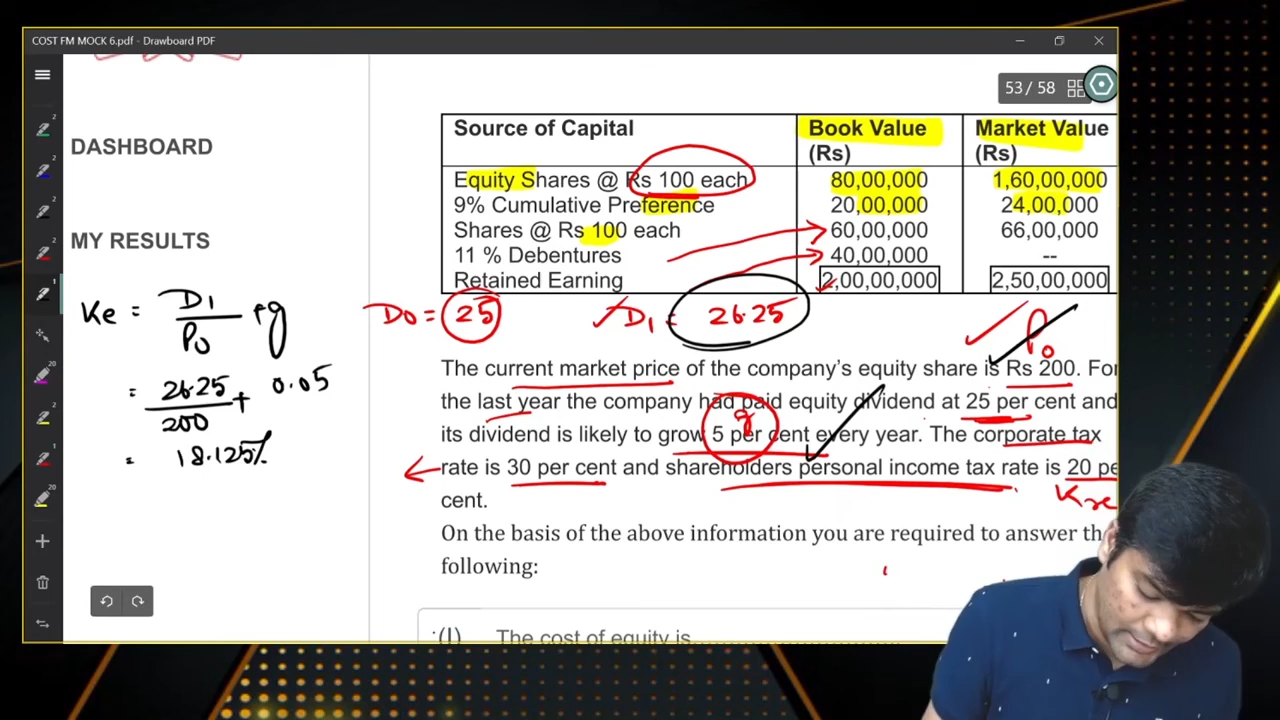 COST FM MOCK 6.pdf - Drawboard PDF
53/58
DASHBOARD
MY RESULTS
Source of Capital Book Value (Rs) Market Value (Rs)
Equity Shares @ Rs 100 each 80,00,000 1,60,00,000
9% Cumulative Preference 20,00,000 24,00,000
Shares @ Rs 100 each 60,00,000 66,00,000
11 % Debentures 40,00,000 --
Retained Earning 2,00,00,000 2,50,00,000
Ke = D1 / P0 + g
= 26.25 / 200 + 0.05
= 18.125%
D0 = 25 D1 = 26.25
P0
The current market price of the company's equity share is Rs 200. For
the last year the company had paid equity dividend at 25 per cent and
g
its dividend is likely to grow 5 per cent every year. The corporate tax
rate is 30 per cent and shareholders personal income tax rate is 20 pe
cent.
On the basis of the above information you are required to answer th
following:
(I) The cost of equity is